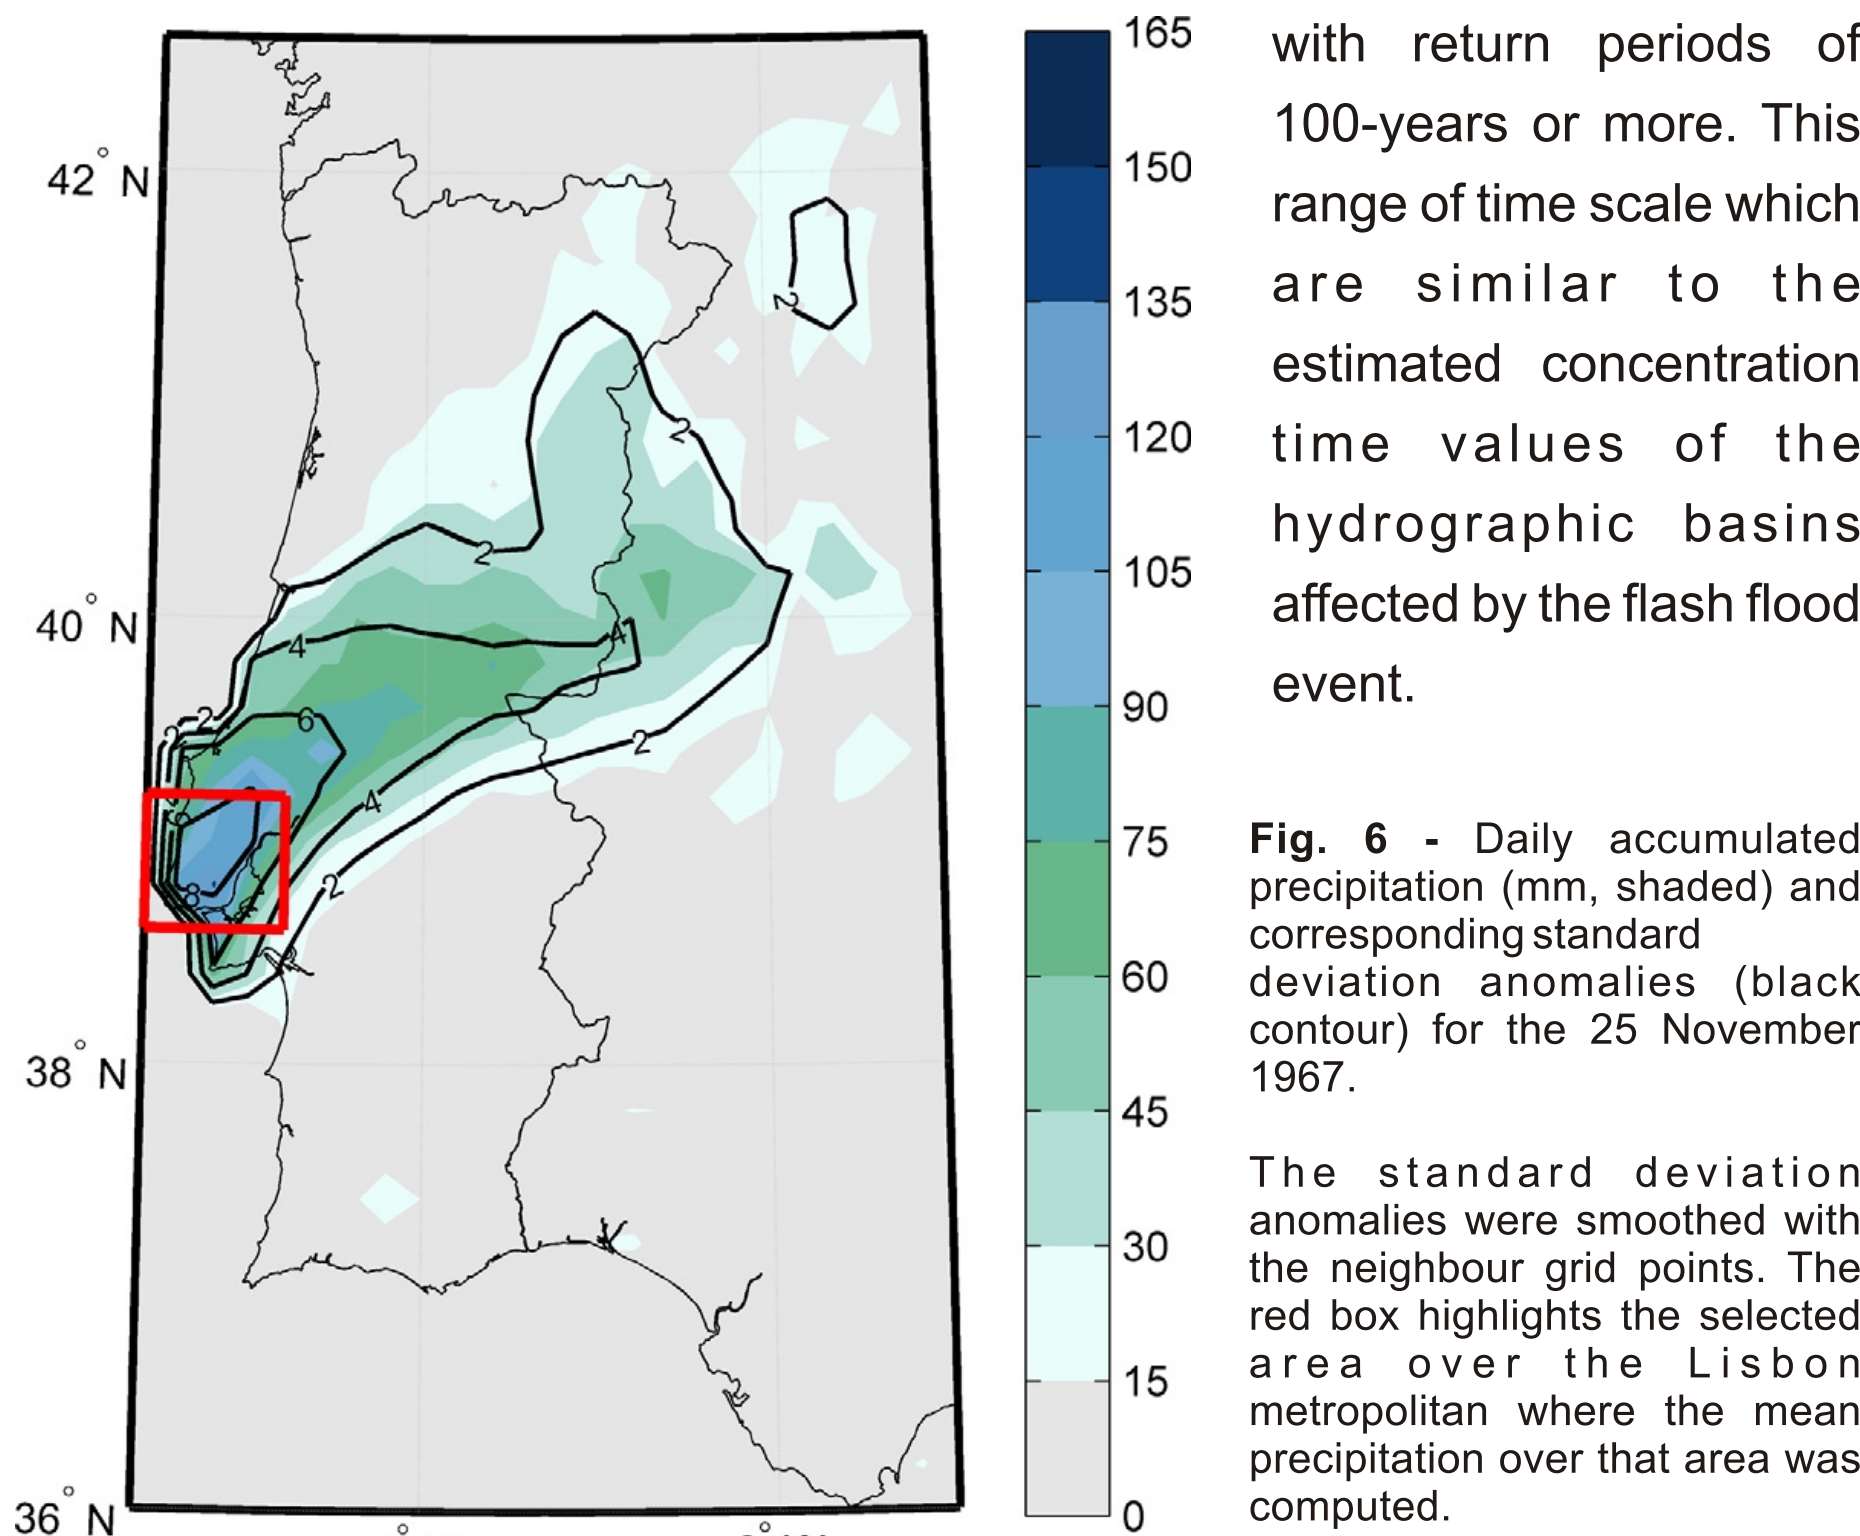 with return periods of
100-years or more. This
range of time scale which
are similar to the
estimated concentration
time values of the
hydrographic basins
affected by the flash flood
event.
Fig. 6 - Daily accumulated
precipitation (mm, shaded) and
corresponding standard
deviation anomalies (black
contour) for the 25 November
1967.
The standard deviation
anomalies were smoothed with
the neighbour grid points. The
red box highlights the selected
area over the Lisbon
metropolitan where the mean
precipitation over that area was
computed.
42° N
40° N
38° N
36° N
165
150
135
120
105
90
75
60
45
30
15
0
2
2
2
4
4
2
2
6
2
4
2
8